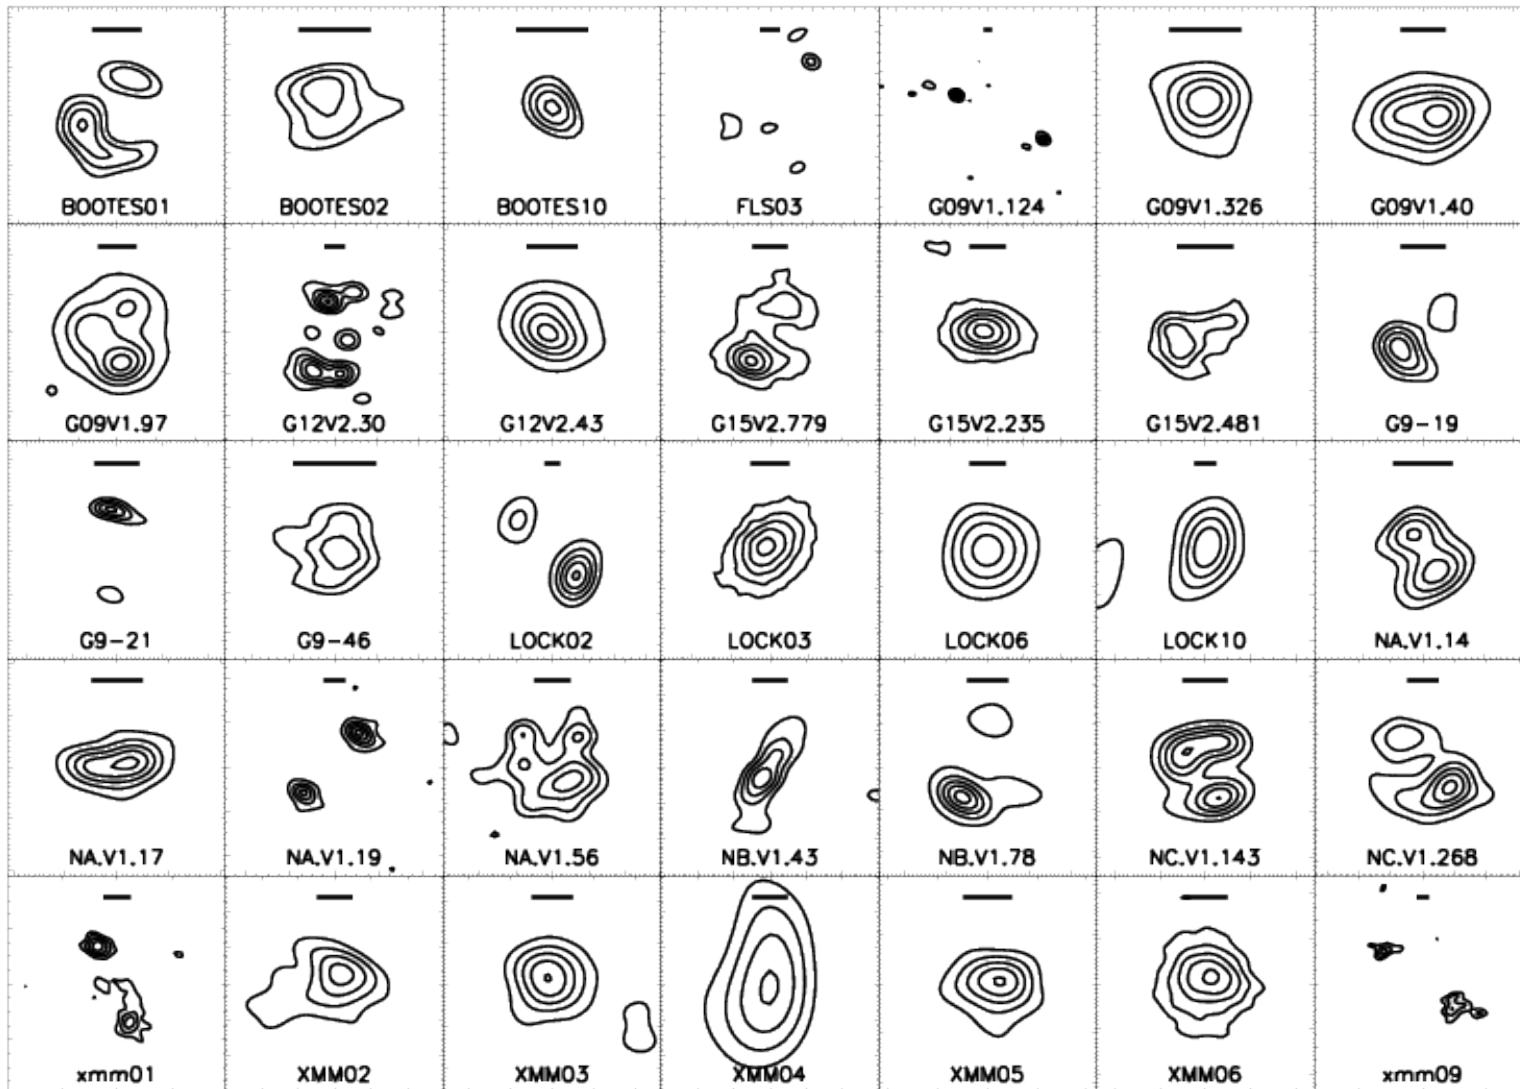 BOOTES01 BOOTES02 BOOTES10 FLS03 G09V1.124 G09V1.326 G09V1.40
G09V1.97 G12V2.30 G12V2.43 G15V2.779 G15V2.235 G15V2.481 G9-19
G9-21 G9-46 LOCK02 LOCK03 LOCK06 LOCK10 NA.V1.14
NA.V1.17 NA.V1.19 NA.V1.56 NB.V1.43 NB.V1.78 NC.V1.143 NC.V1.268
xmm01 XMM02 XMM03 XMM04 XMM05 XMM06 xmm09